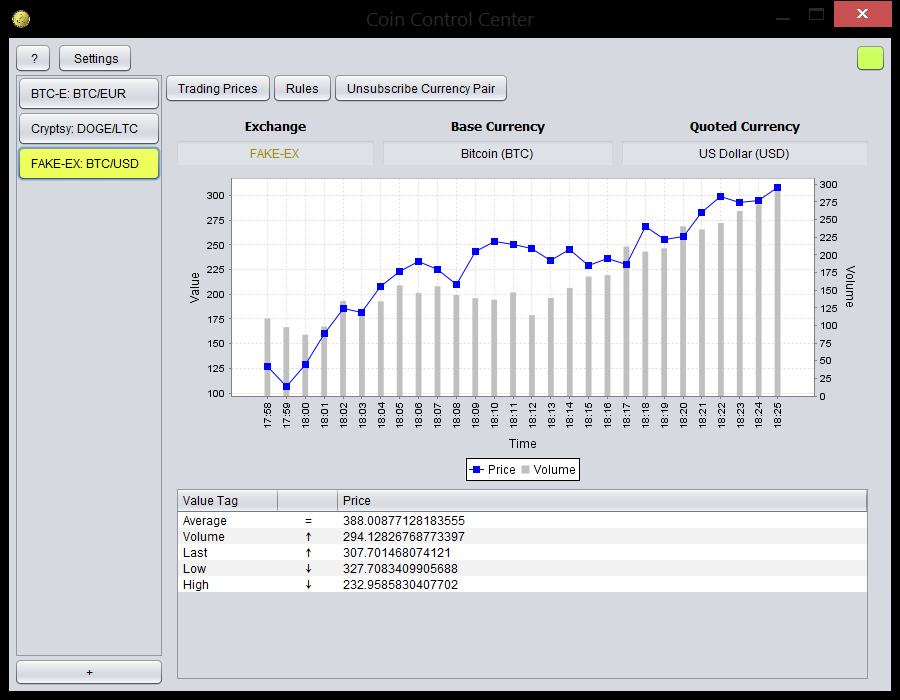 Coin Control Center
? Settings
BTC-E: BTC/EUR
Cryptsy: DOGE/LTC
FAKE-EX: BTC/USD
+
Trading Prices Rules Unsubscribe Currency Pair
Exchange Base Currency Quoted Currency
FAKE-EX Bitcoin (BTC) US Dollar (USD)
Value
300
275
250
225
200
175
150
125
100
300
275
250
225
200
175
150
125
100
75
50
25
0
Volume
17:58 17:59 18:00 18:01 18:02 18:03 18:04 18:05 18:06 18:07 18:08 18:09 18:10 18:11 18:12 18:13 18:14 18:15 18:16 18:17 18:18 18:19 18:20 18:21 18:22 18:23 18:24 18:25
Time
Price Volume
Value Tag Price
Average = 388.00877128183555
Volume ↑ 294.12826768773397
Last ↑ 307.701468074121
Low ↓ 327.7083409905688
High ↓ 232.9585830407702